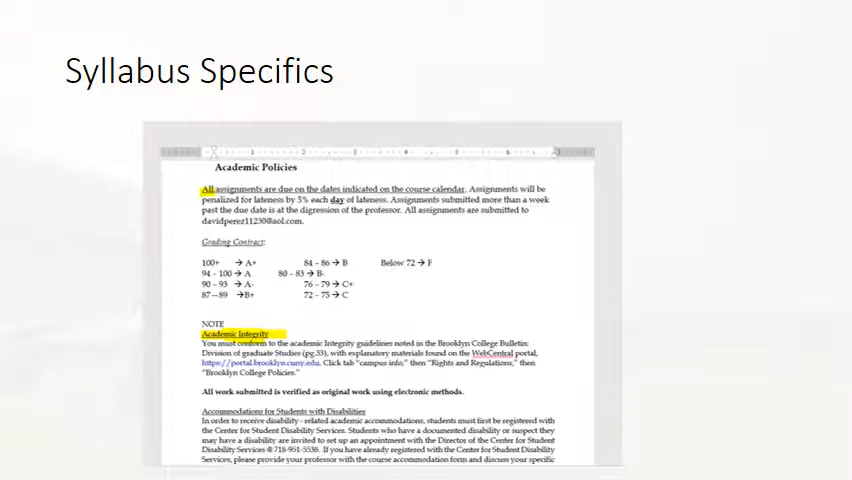 Syllabus Specifics
Academic Policies
All assignments are due on the dates indicated on the course calendar. Assignments will be
penalized for lateness by 5% each day of lateness. Assignments submitted more than a week
past the due date is at the digression of the professor. All assignments are submitted to
davidperez11230@aol.com.
Grading Contract:
100+ → A+ 84 – 86 → B Below 72 → F
94 – 100 → A 80 – 83 → B-
90 – 93 → A- 76 – 79 → C+
87—89 → B+ 72 – 75 → C
NOTE
Academic Integrity
You must conform to the academic Integrity guidelines noted in the Brooklyn College Bulletin:
Division of graduate Studies (pg.33), with explanatory materials found on the WebCentral portal,
https://portal.brooklyn.cuny.edu. Click tab "campus info," then "Rights and Regulations," then
"Brooklyn College Policies."
All work submitted is verified as original work using electronic methods.
Accommodations for Students with Disabilities
In order to receive disability - related academic accommodations, students must first be registered with
the Center for Student Disability Services. Students who have a documented disability or suspect they
may have a disability are invited to set up an appointment with the Director of the Center for Student
Disability Services @ 718-951-5538. If you have already registered with the Center for Student Disability
Services, please provide your professor with the course accommodation form and discuss your specific